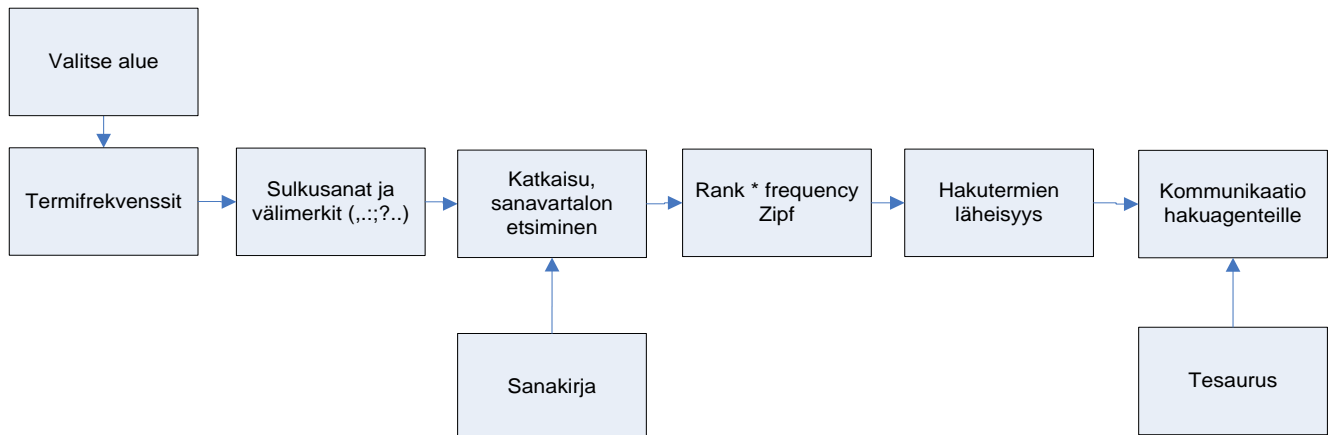 Valitse alue
Termifrekvenssit
Sulkusanat ja
välimerkit (,.:;?..)
Katkaisu,
sanavartalon
etsiminen
Rank * frequency
Zipf
Hakutermien
läheisyys
Kommunikaatio
hakuagenteille
Sanakirja
Tesaurus